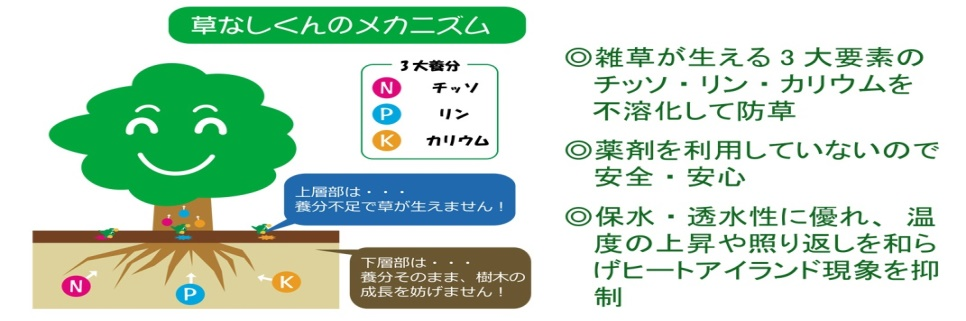 草なしくんのメカニズム
3大養分
N チッソ
P リン
K カリウム
上層部は・・・
養分不足で草が生えません！
下層部は・・・
養分そのまま、樹木の
成長を妨げません！
N
P
K
◎雑草が生える３大要素の
チッソ・リン・カリウムを
不溶化して防草
◎薬剤を利用していないので
安全・安心
◎保水・透水性に優れ、温
度の上昇や照り返しを和ら
げヒートアイランド現象を抑
制